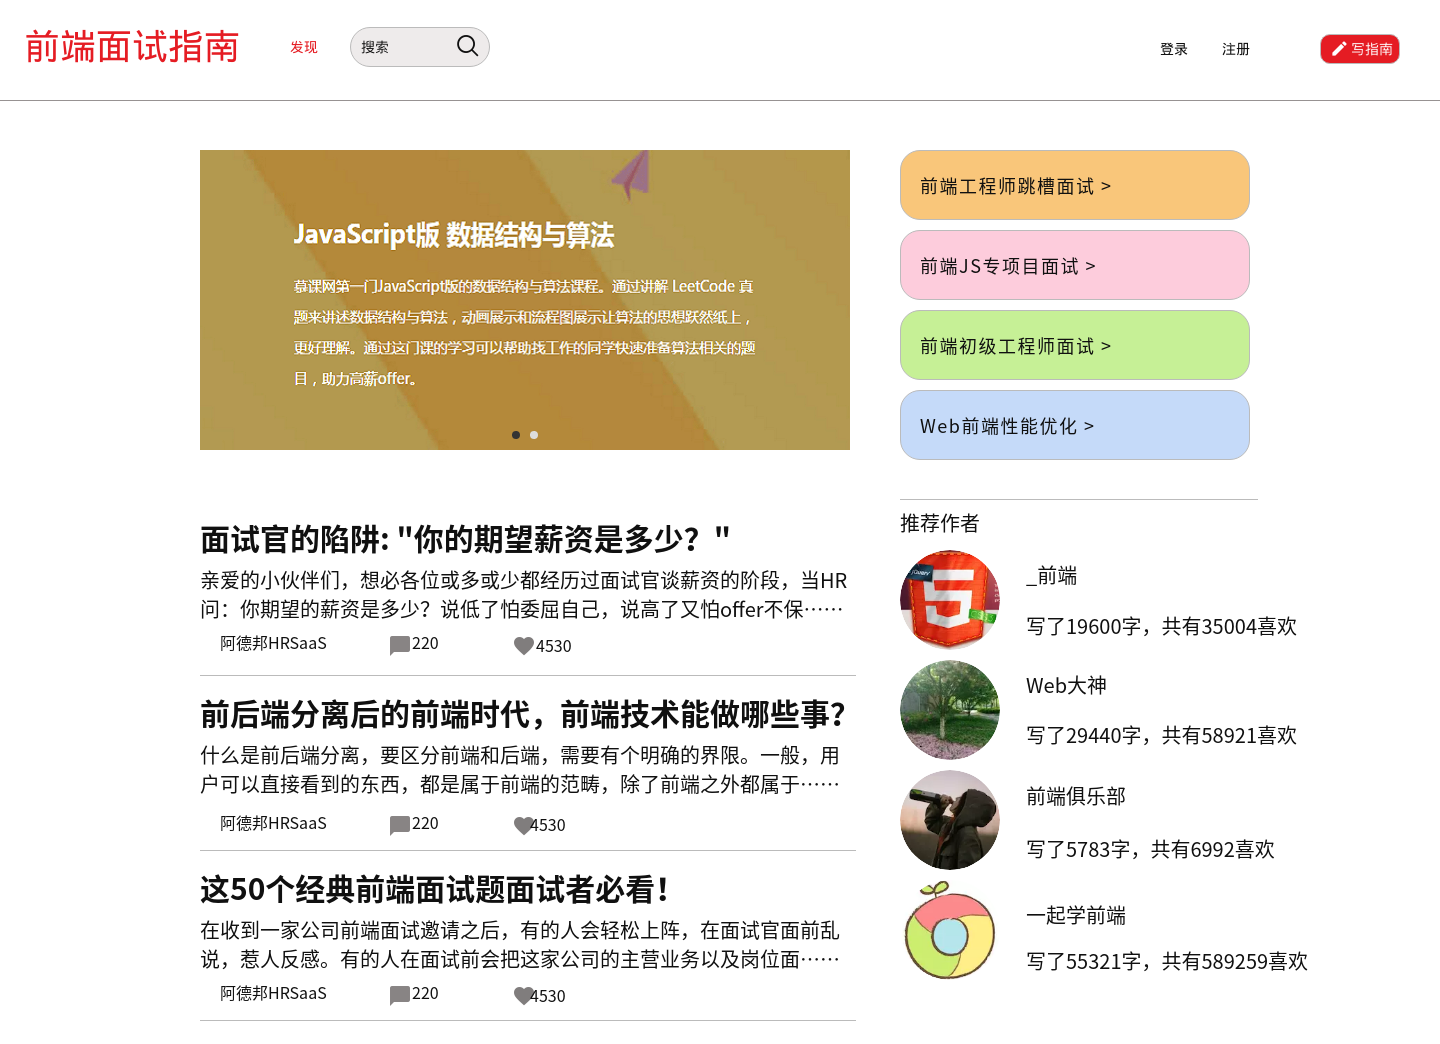 前端面试指南
发现
搜索
登录
注册
写指南
JavaScript版 数据结构与算法
慕课网第一门JavaScript版的数据结构与算法课程。通过讲解 LeetCode 真
题来讲述数据结构与算法，动画展示和流程图展示让算法的思想跃然纸上，
更好理解。通过这门课的学习可以帮助找工作的同学快速准备算法相关的题
目，助力高薪offer。
前端工程师跳槽面试 >
前端JS专项目面试 >
前端初级工程师面试 >
Web前端性能优化 >
面试官的陷阱: "你的期望薪资是多少？"
亲爱的小伙伴们，想必各位或多或少都经历过面试官谈薪资的阶段，当HR
问：你期望的薪资是多少？说低了怕委屈自己，说高了又怕offer不保……
阿德邦HRSaaS 220 4530
前后端分离后的前端时代，前端技术能做哪些事？
什么是前后端分离，要区分前端和后端，需要有个明确的界限。一般，用
户可以直接看到的东西，都是属于前端的范畴，除了前端之外都属于……
阿德邦HRSaaS 220 4530
这50个经典前端面试题面试者必看！
在收到一家公司前端面试邀请之后，有的人会轻松上阵，在面试官面前乱
说，惹人反感。有的人在面试前会把这家公司的主营业务以及岗位面……
阿德邦HRSaaS 220 4530
推荐作者
jQuery
_前端
写了19600字，共有35004喜欢
Web大神
写了29440字，共有58921喜欢
前端俱乐部
写了5783字，共有6992喜欢
一起学前端
写了55321字，共有589259喜欢